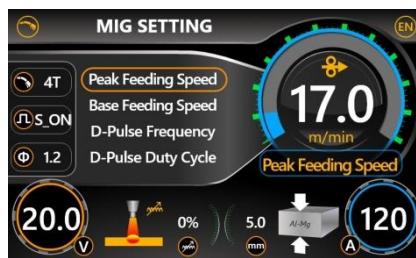 MIG SETTING
EN
4T
S_ON
Φ 1.2
Peak Feeding Speed
Base Feeding Speed
D-Pulse Frequency
D-Pulse Duty Cycle
17.0
m/min
Peak Feeding Speed
20.0
V
0%
5.0
mm
Al-Mg
120
A